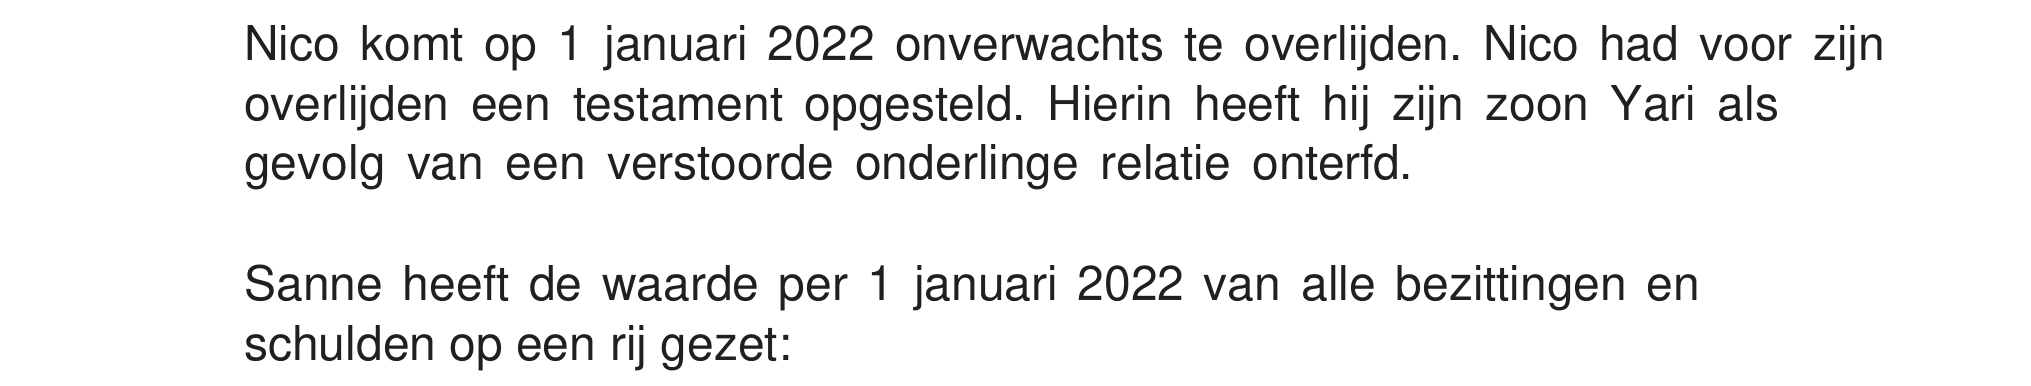 Nico komt op 1 januari 2022 onverwachts te overlijden. Nico had voor zijn
overlijden een testament opgesteld. Hierin heeft hij zijn zoon Yari als
gevolg van een verstoorde onderlinge relatie onterfd.
Sanne heeft de waarde per 1 januari 2022 van alle bezittingen en
schulden op een rij gezet: